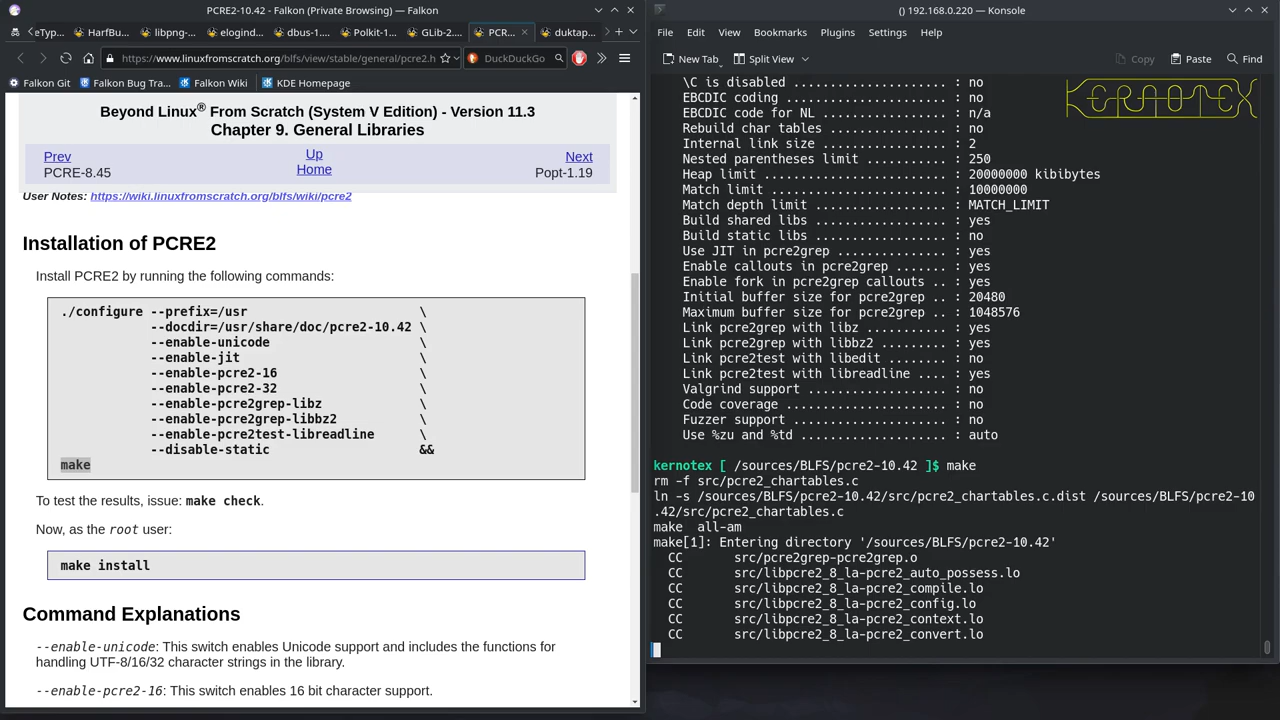 PCRE2-10.42 - Falkon (Private Browsing) — Falkon
eTyp...
HarfBu...
libpng-...
elogind...
dbus-1....
Polkit-1...
GLib-2....
PCR...
duktap...
https://www.linuxfromscratch.org/blfs/view/stable/general/pcre2.h
DuckDuckGo
Falkon Git
Falkon Bug Tra...
Falkon Wiki
KDE Homepage
Beyond Linux® From Scratch (System V Edition) - Version 11.3
Chapter 9. General Libraries
Prev
Up
Next
PCRE-8.45
Home
Popt-1.19
User Notes: https://wiki.linuxfromscratch.org/blfs/wiki/pcre2
Installation of PCRE2
Install PCRE2 by running the following commands:
./configure --prefix=/usr \
--docdir=/usr/share/doc/pcre2-10.42 \
--enable-unicode \
--enable-jit \
--enable-pcre2-16 \
--enable-pcre2-32 \
--enable-pcre2grep-libz \
--enable-pcre2grep-libbz2 \
--enable-pcre2test-libreadline \
--disable-static &&
make
To test the results, issue: make check.
Now, as the root user:
make install
Command Explanations
--enable-unicode: This switch enables Unicode support and includes the functions for
handling UTF-8/16/32 character strings in the library.
--enable-pcre2-16: This switch enables 16 bit character support.
() 192.168.0.220 — Konsole
File Edit View Bookmarks Plugins Settings Help
New Tab Split View Copy Paste Find
KERNOTEX
\C is disabled ..................... : no
EBCDIC coding ...................... : no
EBCDIC code for NL ................. : n/a
Rebuild char tables ................ : no
Internal link size ................. : 2
Nested parentheses limit ........... : 250
Heap limit ......................... : 20000000 kibibytes
Match limit ........................ : 10000000
Match depth limit .................. : MATCH_LIMIT
Build shared libs .................. : yes
Build static libs .................. : no
Use JIT in pcre2grep ............... : yes
Enable callouts in pcre2grep ....... : yes
Enable fork in pcre2grep callouts .. : yes
Initial buffer size for pcre2grep .. : 20480
Maximum buffer size for pcre2grep .. : 1048576
Link pcre2grep with libz ........... : yes
Link pcre2grep with libbz2 ......... : yes
Link pcre2test with libedit ........ : no
Link pcre2test with libreadline .... : yes
Valgrind support ................... : no
Code coverage ...................... : no
Fuzzer support ..................... : no
Use %zu and %td .................... : auto
kernotex [ /sources/BLFS/pcre2-10.42 ]$ make
rm -f src/pcre2_chartables.c
ln -s /sources/BLFS/pcre2-10.42/src/pcre2_chartables.c.dist /sources/BLFS/pcre2-10
.42/src/pcre2_chartables.c
make  all-am
make[1]: Entering directory '/sources/BLFS/pcre2-10.42'
CC src/pcre2grep-pcre2grep.o
CC src/libpcre2_8_la-pcre2_auto_possess.lo
CC src/libpcre2_8_la-pcre2_compile.lo
CC src/libpcre2_8_la-pcre2_config.lo
CC src/libpcre2_8_la-pcre2_context.lo
CC src/libpcre2_8_la-pcre2_convert.lo